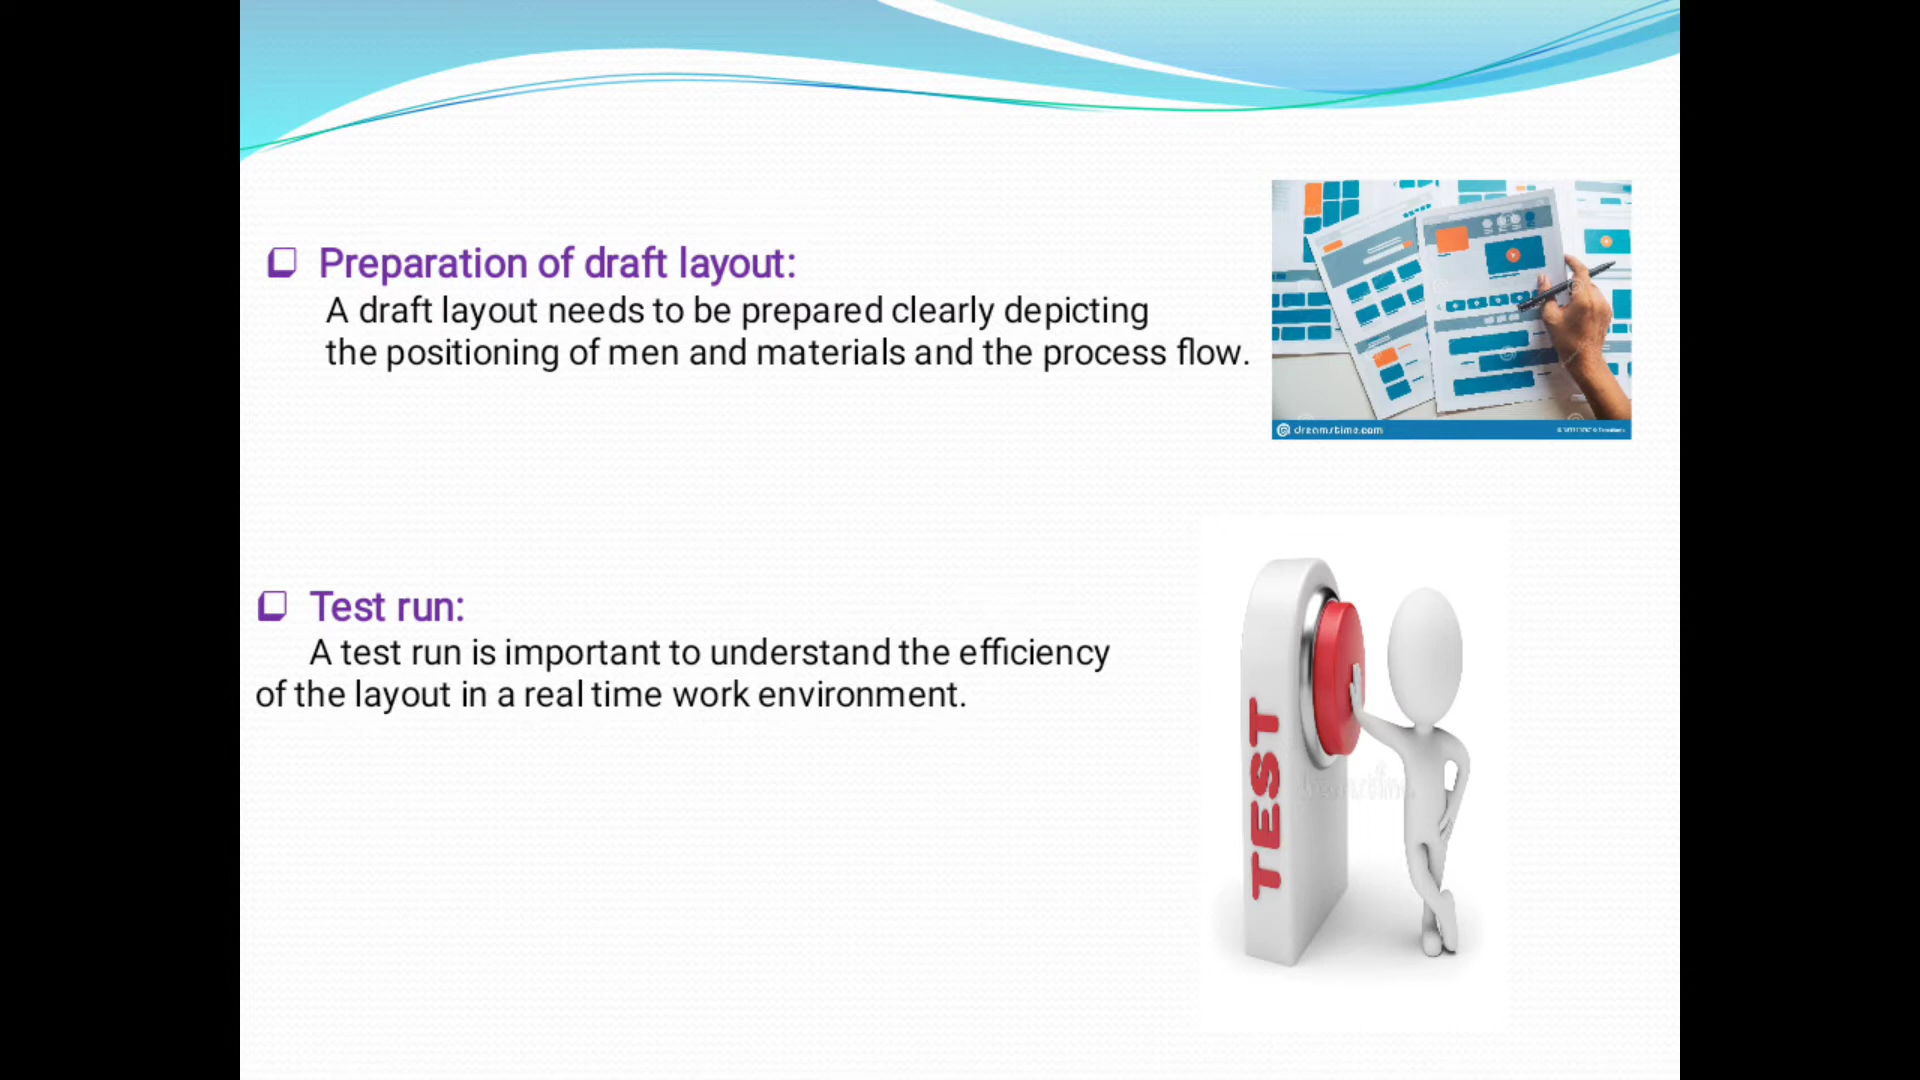 Preparation of draft layout:
A draft layout needs to be prepared clearly depicting
the positioning of men and materials and the process flow.
dreamstime.com
Test run:
A test run is important to understand the efficiency
of the layout in a real time work environment.
TEST
dreamstime